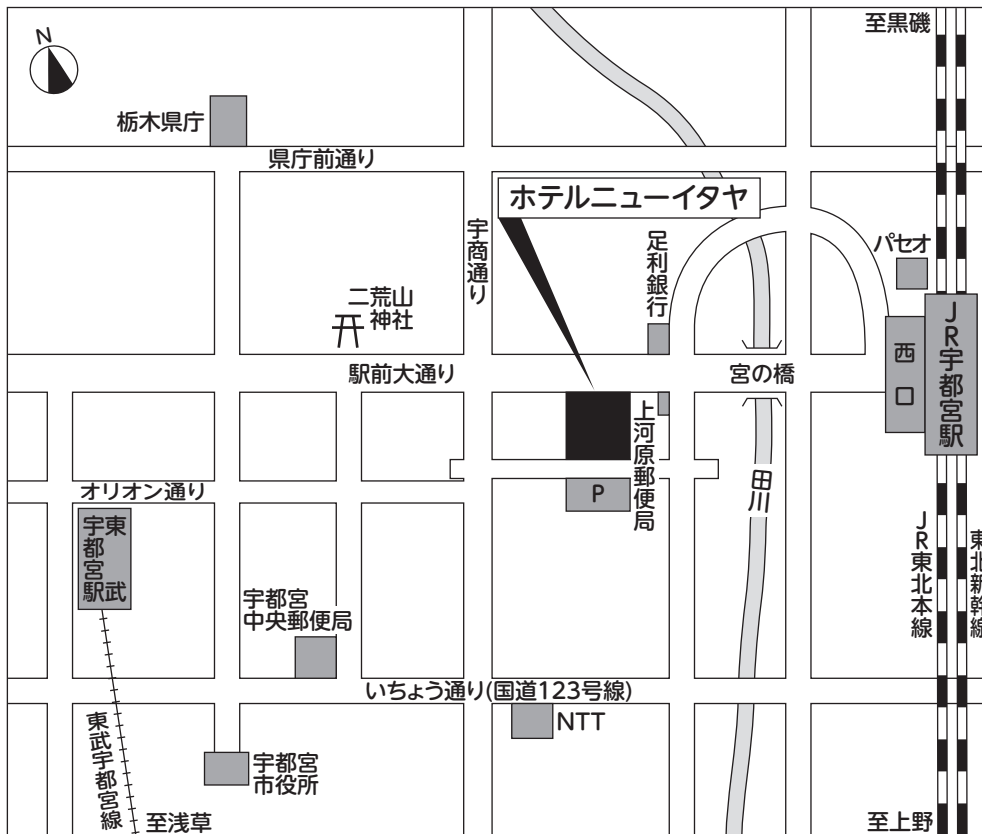 至黒磯
N
栃木県庁
県庁前通り
ホテルニューイタヤ
宇商通り
足利銀行
パセオ
二荒山
神社
JR宇都宮駅
西口
駅前大通り
宮の橋
上河原郵便局
田川
P
オリオン通り
東武
宇都宮駅
JR東北本線
東北新幹線
宇都宮
中央郵便局
いちょう通り(国道123号線)
NTT
東武宇都宮線
宇都宮
市役所
至浅草
至上野